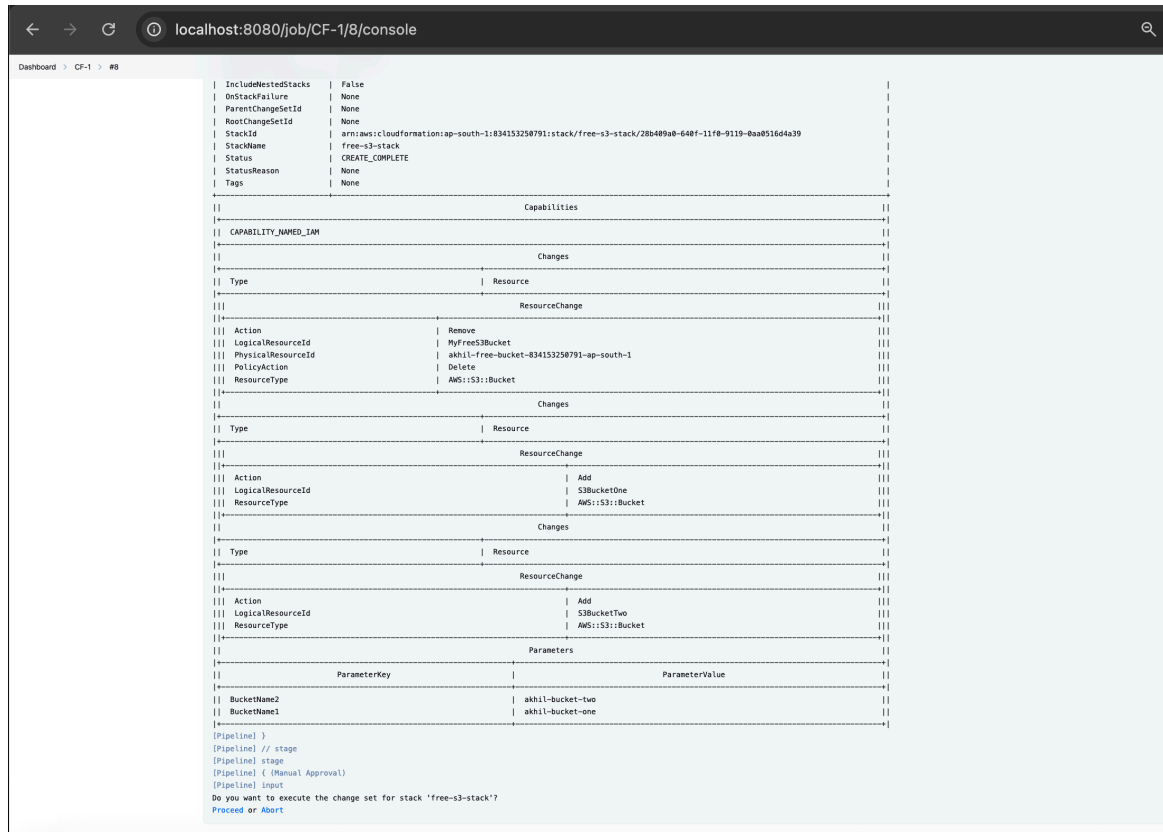 localhost:8080/job/CF-1/8/console
Dashboard > CF-1 > #8
| IncludeNestedStacks | False |
| OnStackFailure | None |
| ParentChangeSetId | None |
| RootChangeSetId | None |
| StackId | arn:aws:cloudformation:ap-south-1:834153250791:stack/free-s3-stack/28b409a0-640f-11f0-9119-0aa0516d4a39 |
| StackName | free-s3-stack |
| Status | CREATE_COMPLETE |
| StatusReason | None |
| Tags | None |
|| Capabilities ||
|| CAPABILITY_NAMED_IAM ||
|| Changes ||
|| Type | Resource ||
||| ResourceChange |||
||| Action | Remove |||
||| LogicalResourceId | MyFreeS3Bucket |||
||| PhysicalResourceId | akhil-free-bucket-834153250791-ap-south-1 |||
||| PolicyAction | Delete |||
||| ResourceType | AWS::S3::Bucket |||
|| Changes ||
|| Type | Resource ||
||| ResourceChange |||
||| Action | Add |||
||| LogicalResourceId | S3BucketOne |||
||| ResourceType | AWS::S3::Bucket |||
|| Changes ||
|| Type | Resource ||
||| ResourceChange |||
||| Action | Add |||
||| LogicalResourceId | S3BucketTwo |||
||| ResourceType | AWS::S3::Bucket |||
|| Parameters ||
|| ParameterKey | ParameterValue ||
|| BucketName2 | akhil-bucket-two ||
|| BucketName1 | akhil-bucket-one ||
[Pipeline] }
[Pipeline] // stage
[Pipeline] stage
[Pipeline] { (Manual Approval)
[Pipeline] input
Do you want to execute the change set for stack 'free-s3-stack'?
Proceed or Abort